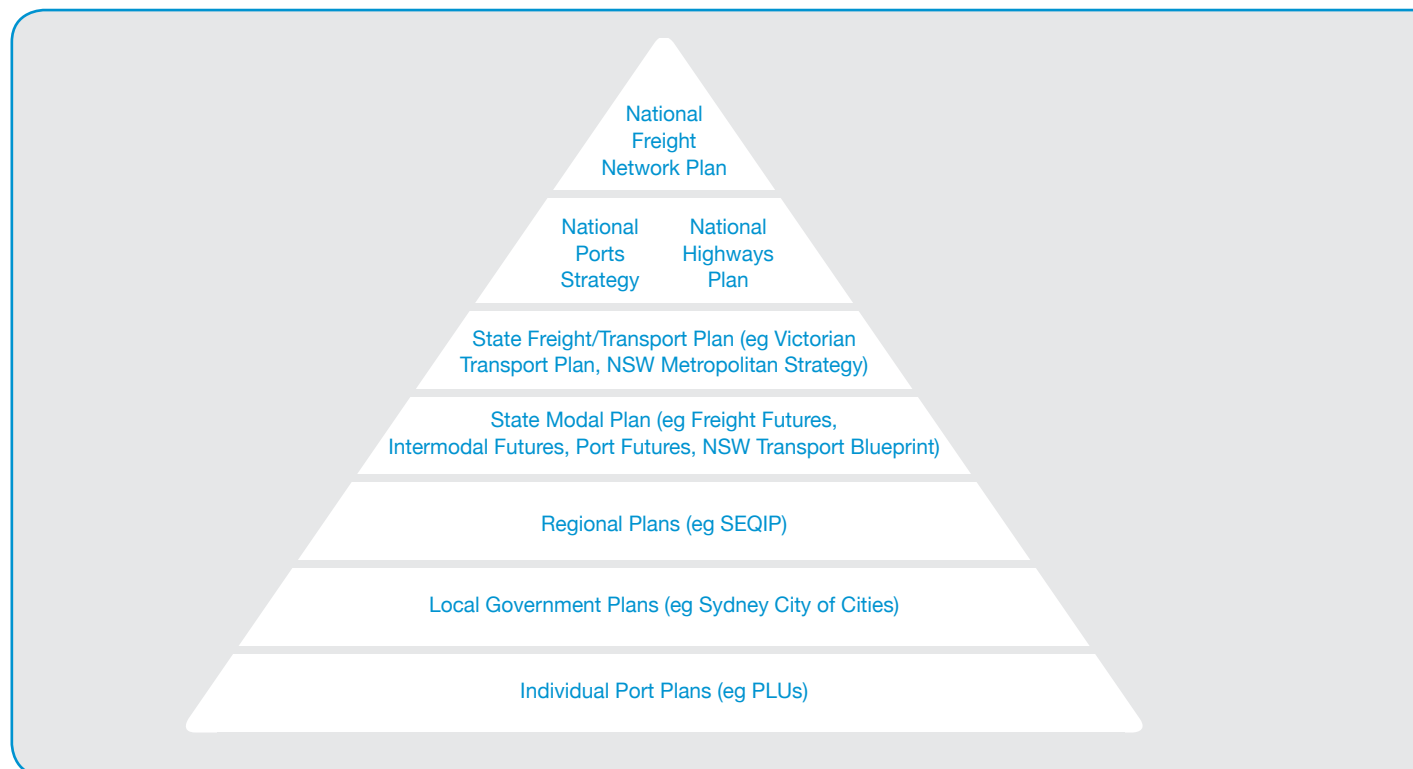 National
Freight
Network Plan
National
Ports
Strategy
National
Highways
Plan
State Freight/Transport Plan (eg Victorian
Transport Plan, NSW Metropolitan Strategy)
State Modal Plan (eg Freight Futures,
Intermodal Futures, Port Futures, NSW Transport Blueprint)
Regional Plans (eg SEQIP)
Local Government Plans (eg Sydney City of Cities)
Individual Port Plans (eg PLUs)